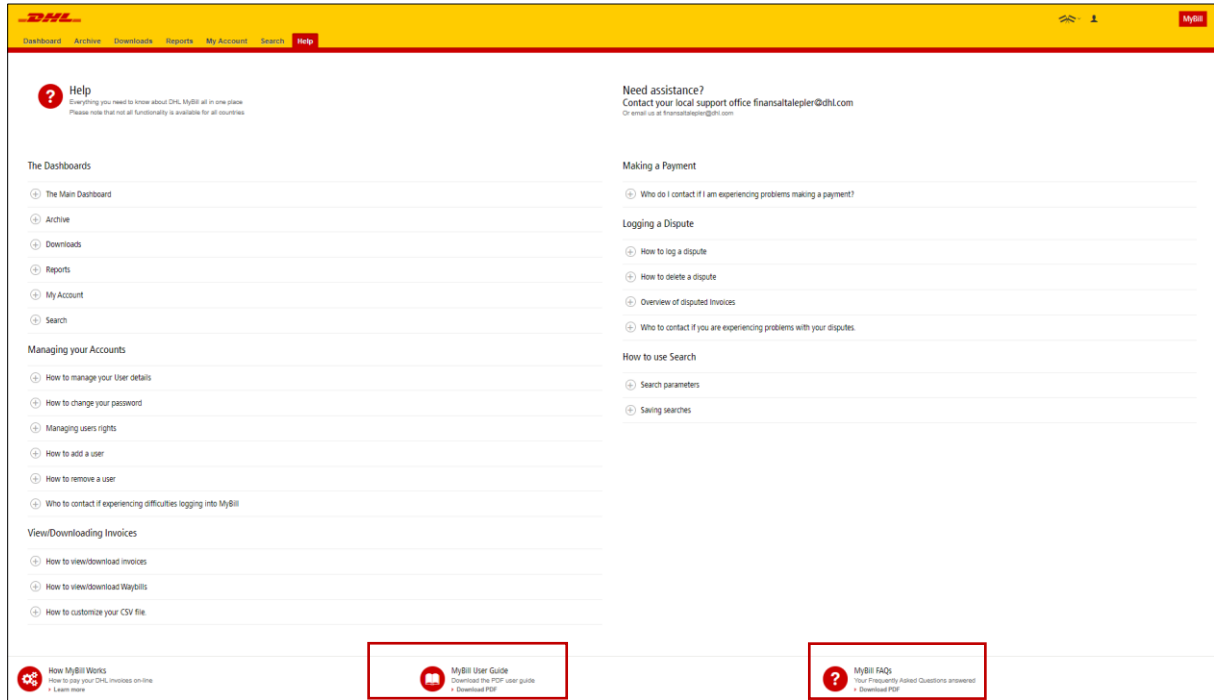 DHL
MyBill
Dashboard Archive Downloads Reports My Account Search Help
Help
Everything you need to know about DHL MyBill all in one place
Please note that not all functionality is available for all countries
Need assistance?
Contact your local support office finansaltalepler@dhl.com
Or email us at finansaltalepler@dhl.com
The Dashboards
The Main Dashboard
Archive
Downloads
Reports
My Account
Search
Managing your Accounts
How to manage your User details
How to change your password
Managing users rights
How to add a user
How to remove a user
Who to contact if experiencing difficulties logging into MyBill
View/Downloading Invoices
How to view/download invoices
How to view/download Waybills
How to customize your CSV file.
Making a Payment
Who do I contact if I am experiencing problems making a payment?
Logging a Dispute
How to log a dispute
How to delete a dispute
Overview of disputed Invoices
Who to contact if you are experiencing problems with your disputes.
How to use Search
Search parameters
Saving searches
How MyBill Works
How to pay your DHL invoices on-line
Learn more
MyBill User Guide
Download the PDF user guide
Download PDF
MyBill FAQs
Your Frequently Asked Questions answered
Download PDF